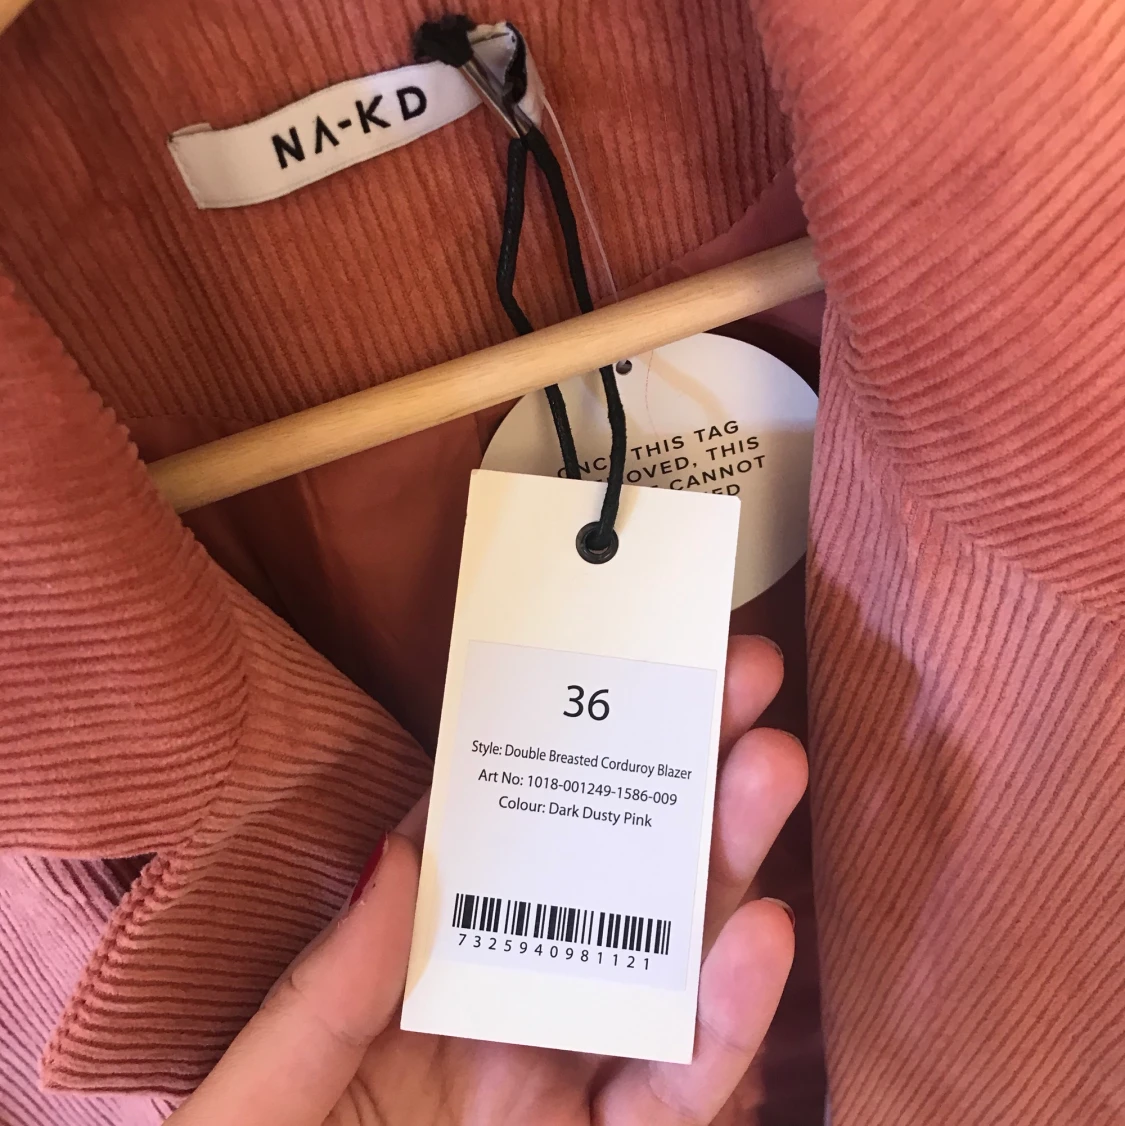 NA-KD
THIS TAG
OVED, THIS
CANNOT
36
Style: Double Breasted Corduroy Blazer
Art No: 1018-001249-1586-009
Colour: Dark Dusty Pink
7325940981121